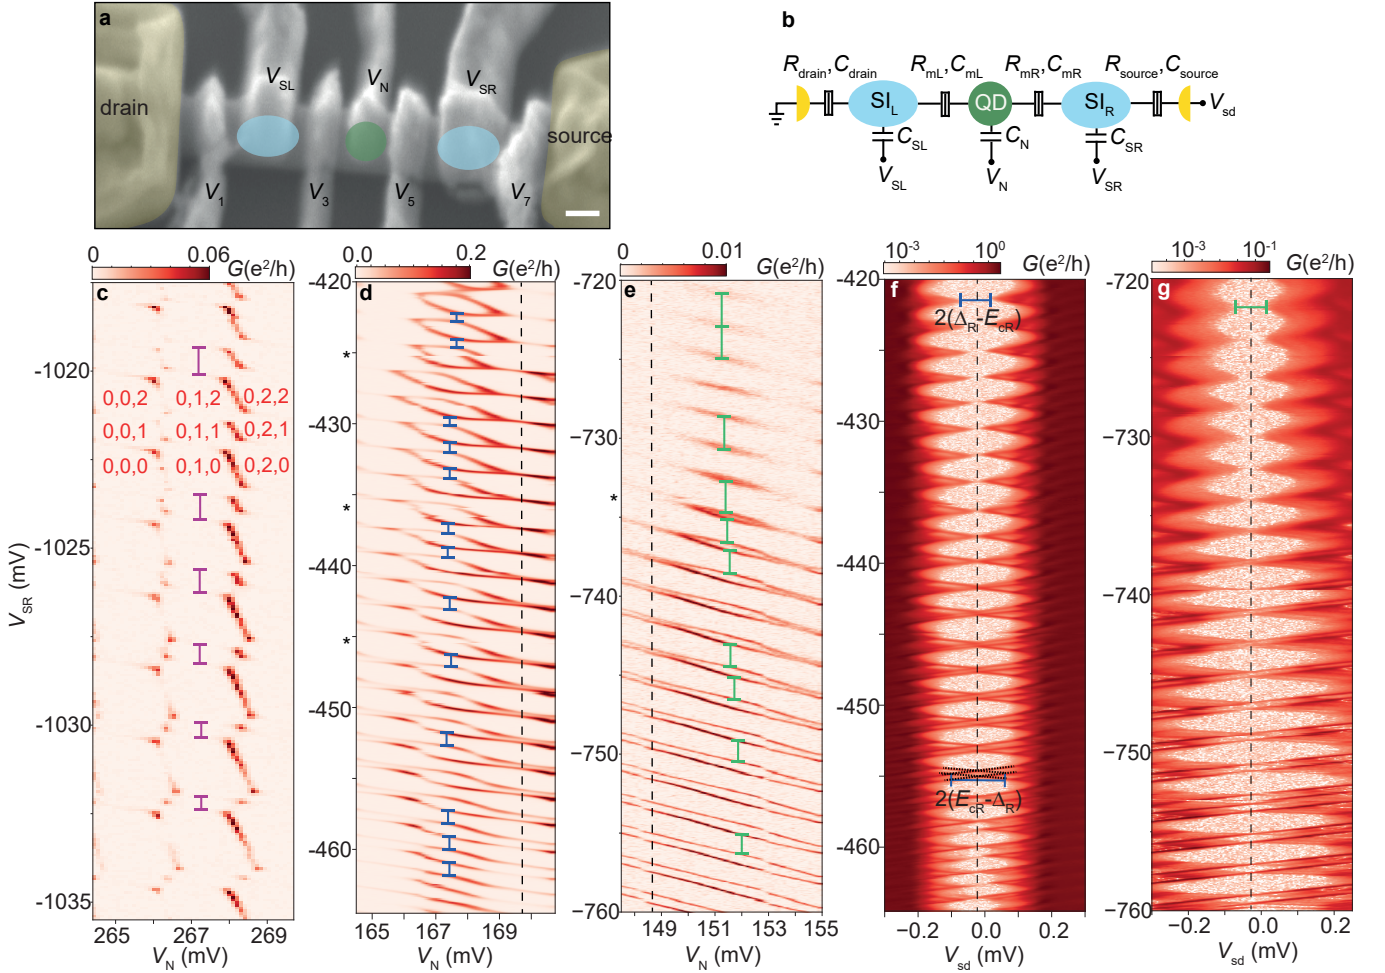 a
drain
V_SL
V_N
V_SR
source
V_1
V_3
V_5
V_7
b
R_drain, C_drain
R_mL, C_mL
R_mR, C_mR
R_source, C_source
SI_L
QD
SI_R
V_sd
C_SL
C_N
C_SR
V_SL
V_N
V_SR
0 0.06
G(e²/h)
c
V_SR (mV)
-1020
-1025
-1030
-1035
0,0,2 0,1,2 0,2,2
0,0,1 0,1,1 0,2,1
0,0,0 0,1,0 0,2,0
265 267 269
V_N (mV)
0.0 0.2
G(e²/h)
d
-420
*
-430
*
-440
*
-450
-460
165 167 169
V_N (mV)
0 0.01
G(e²/h)
e
-720
−730
*
−740
−750
−760
149 151 153 155
V_N (mV)
10⁻³ 10⁰
G(e²/h)
f
-420
2(Δ_R-E_cR)
-430
-440
-450
2(E_cR-Δ_R)
-460
−0.2 0.0 0.2
V_sd (mV)
10⁻³ 10⁻¹
G(e²/h)
g
−720
−730
−740
−750
−760
−0.2 0.0 0.2
V_sd (mV)